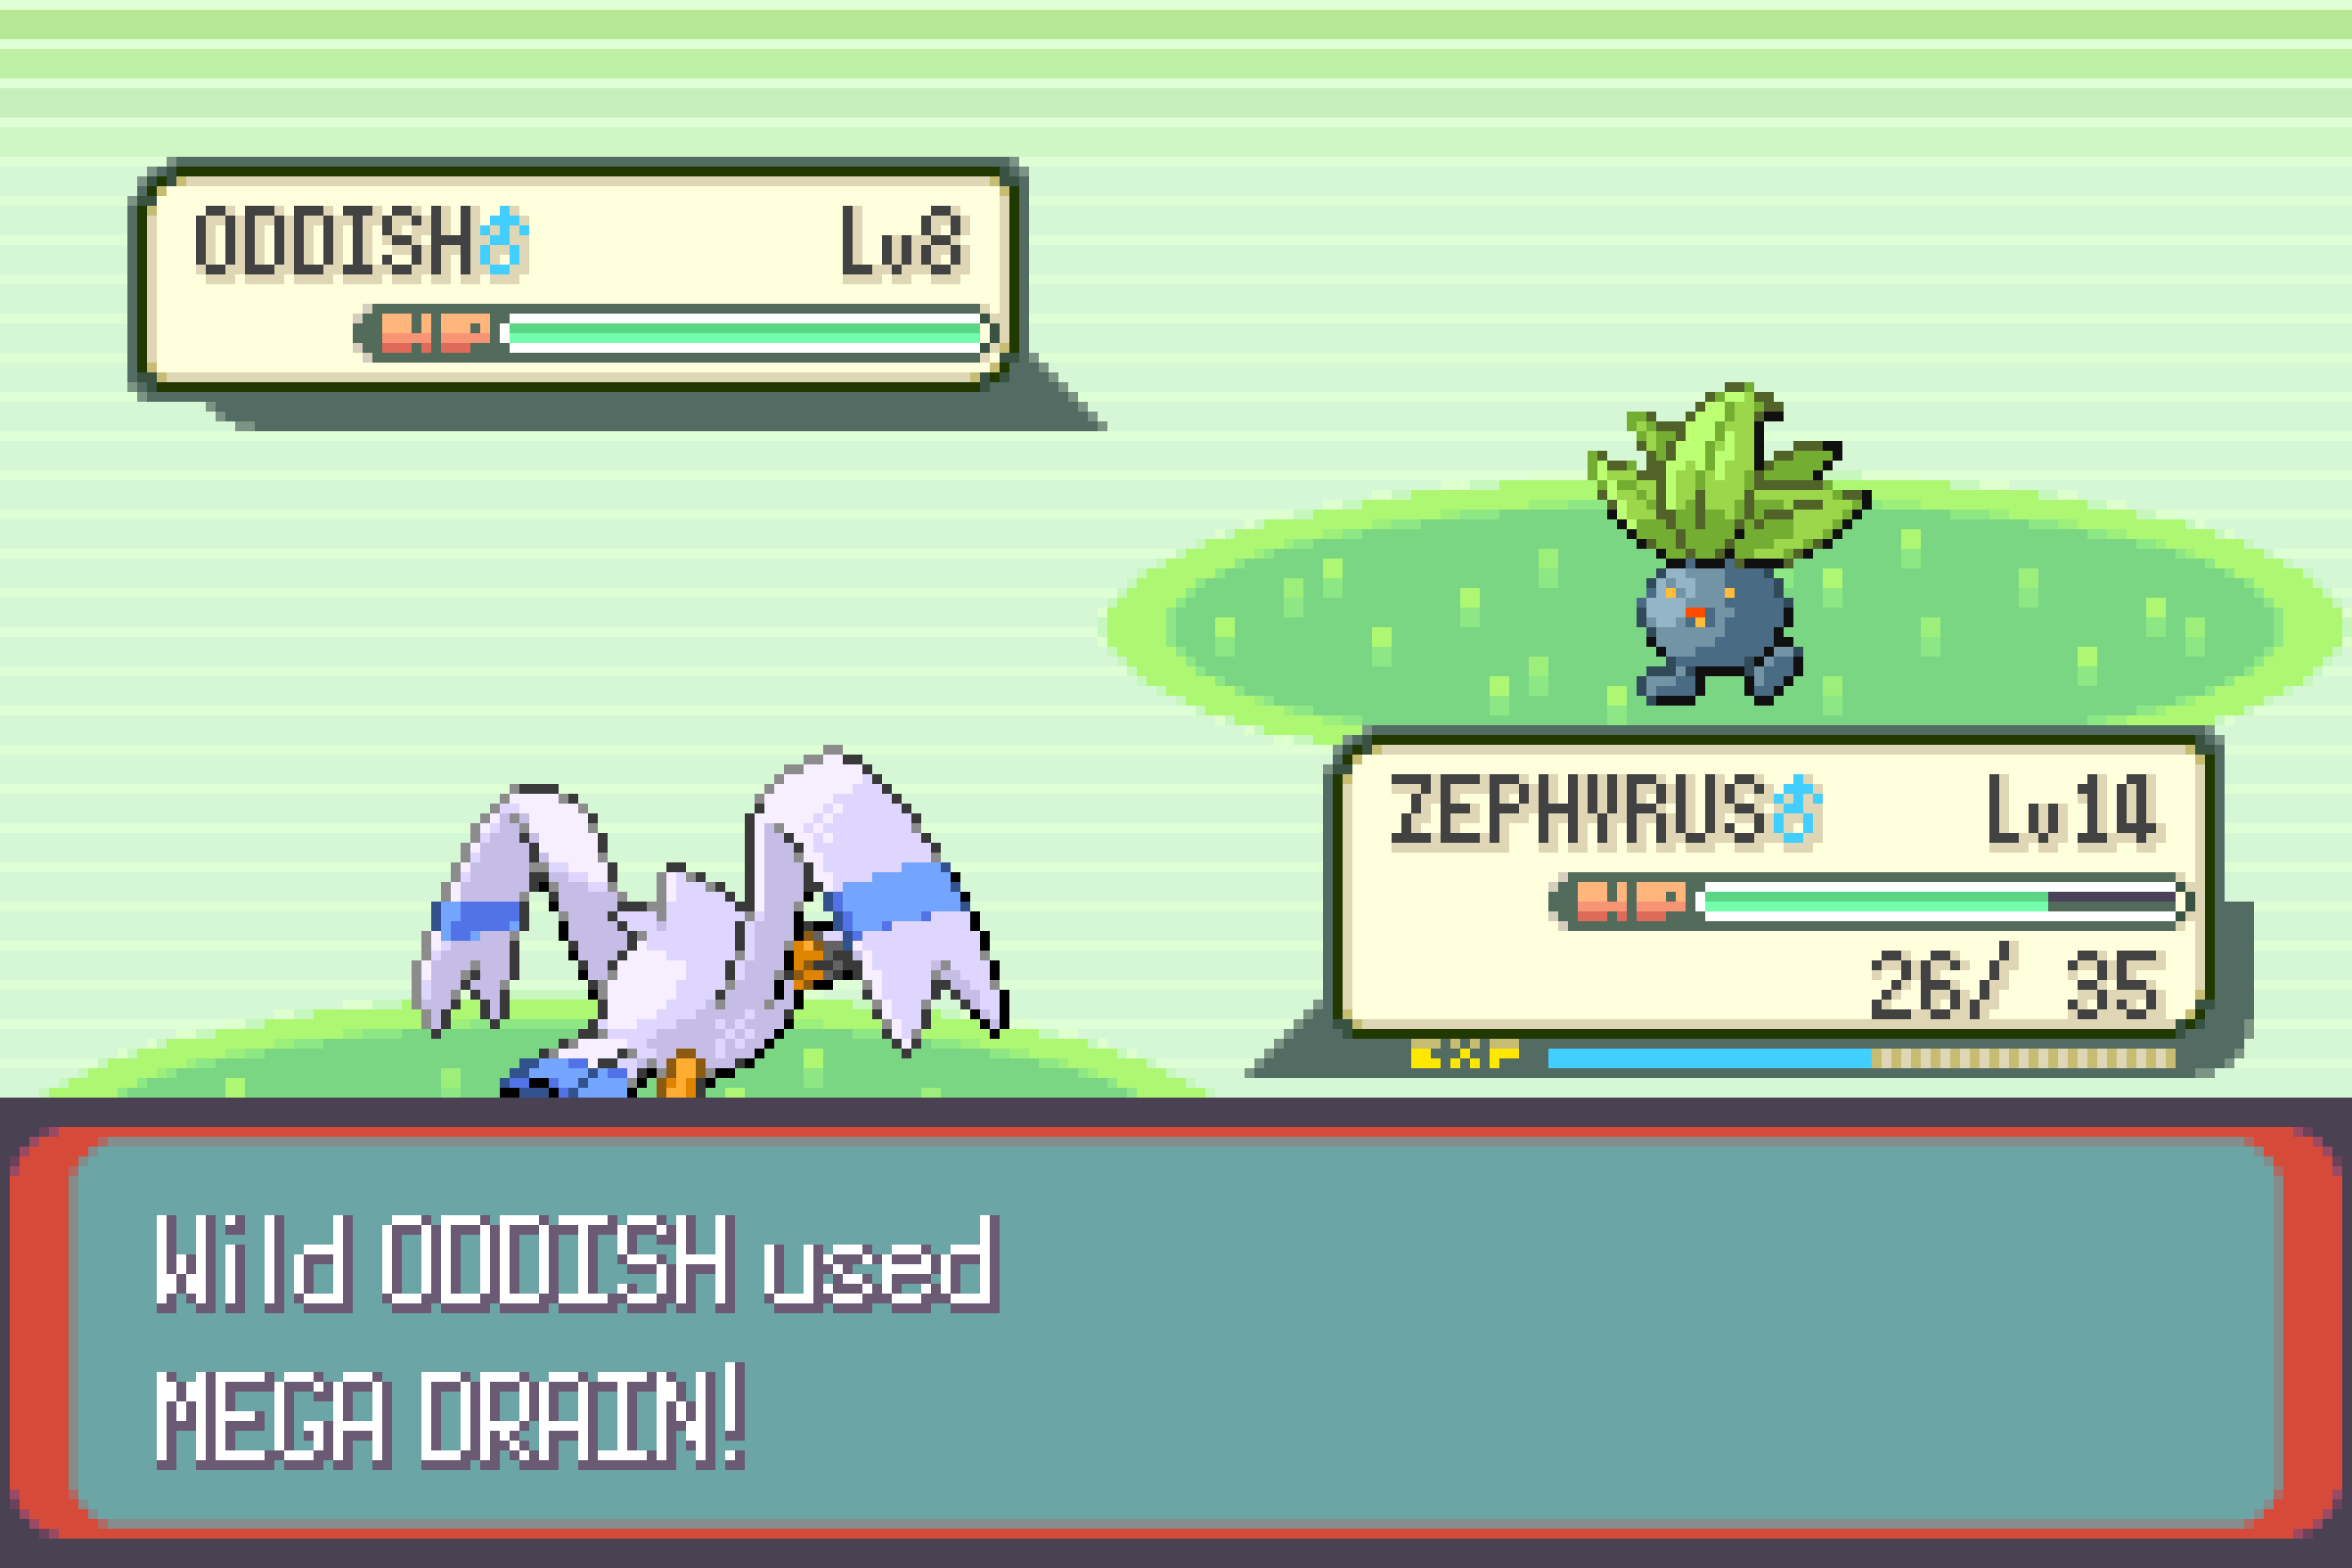 ODDISH♂ Lv8
HP
ZEPHYRUS♂ Lv14
HP
26/ 35
EXP
Wild ODDISH used
MEGA DRAIN!